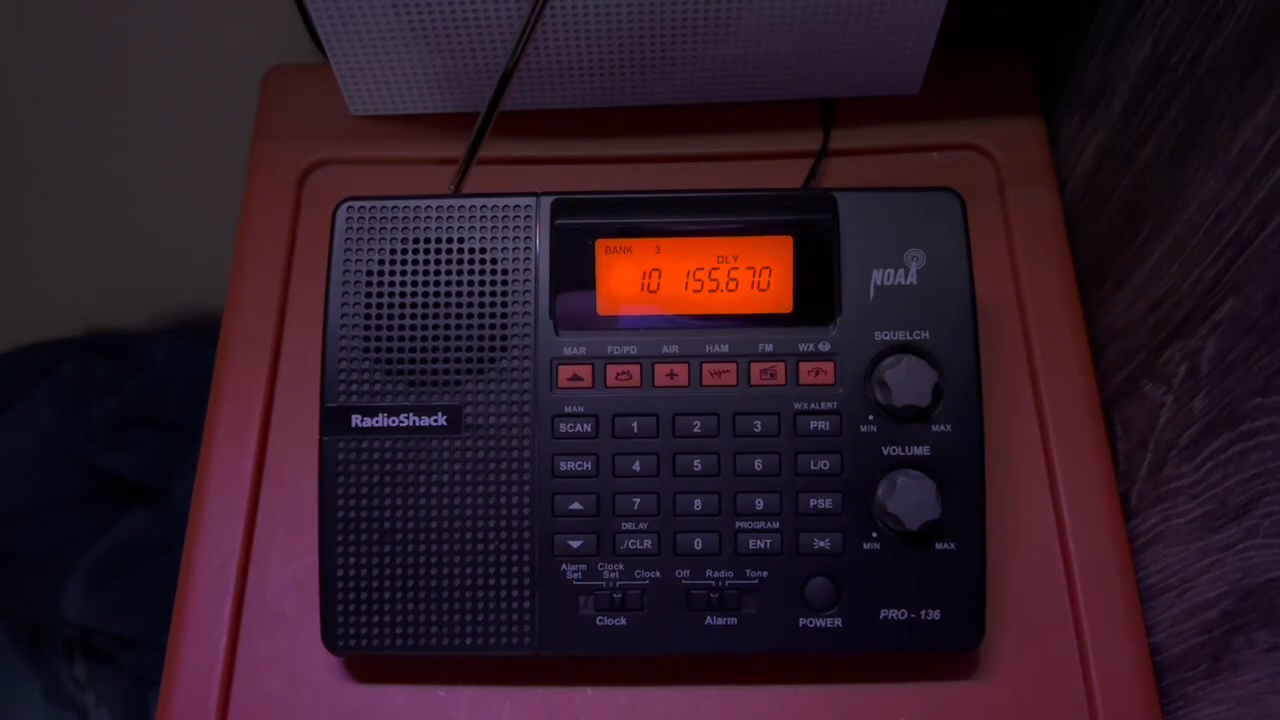 BANK 3
DLY
10 155.670
NOAA
MAR FD/PD AIR HAM FM WX
SQUELCH
MIN MAX
RadioShack
MAN WX ALERT
SCAN 1 2 3 PRI
VOLUME
SRCH 4 5 6 L/O
7 8 9 PSE
DELAY PROGRAM
./CLR 0 ENT
MIN MAX
Alarm Set Clock Set Clock
Off Radio Tone
Clock
Alarm
POWER
PRO - 136